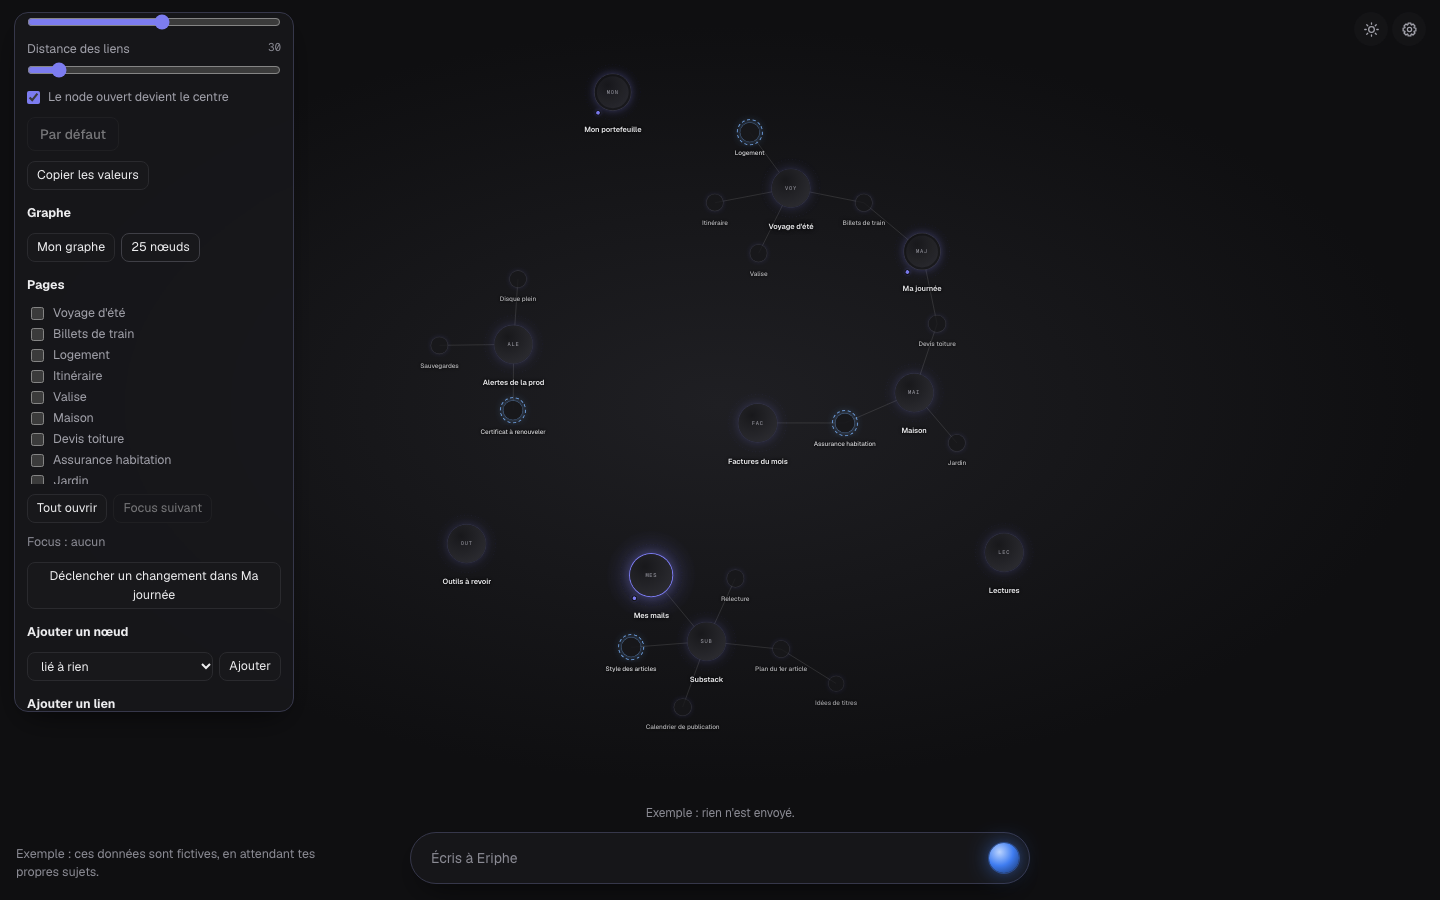 Distance des liens
30
Le node ouvert devient le centre
Par défaut
Copier les valeurs
Graphe
Mon graphe
25 nœuds
Pages
Voyage d'été
Billets de train
Logement
Itinéraire
Valise
Maison
Devis toiture
Assurance habitation
Jardin
Tout ouvrir
Focus suivant
Focus : aucun
Déclencher un changement dans Ma
journée
Ajouter un nœud
lié à rien
Ajouter
Ajouter un lien
MON
Mon portefeuille
Logement
VOY
Itinéraire
Voyage d'été
Billets de train
Valise
MAJ
Ma journée
Disque plein
Devis toiture
ALE
Sauvegardes
Alertes de la prod
Certificat à renouveler
MAI
Maison
FAC
Factures du mois
Assurance habitation
Jardin
OUT
Outils à revoir
LEC
Lectures
MES
Mes mails
Relecture
SUB
Substack
Style des articles
Plan du 1er article
Idées de titres
Calendrier de publication
Exemple : rien n'est envoyé.
Écris à Eriphe
Exemple : ces données sont fictives, en attendant tes
propres sujets.